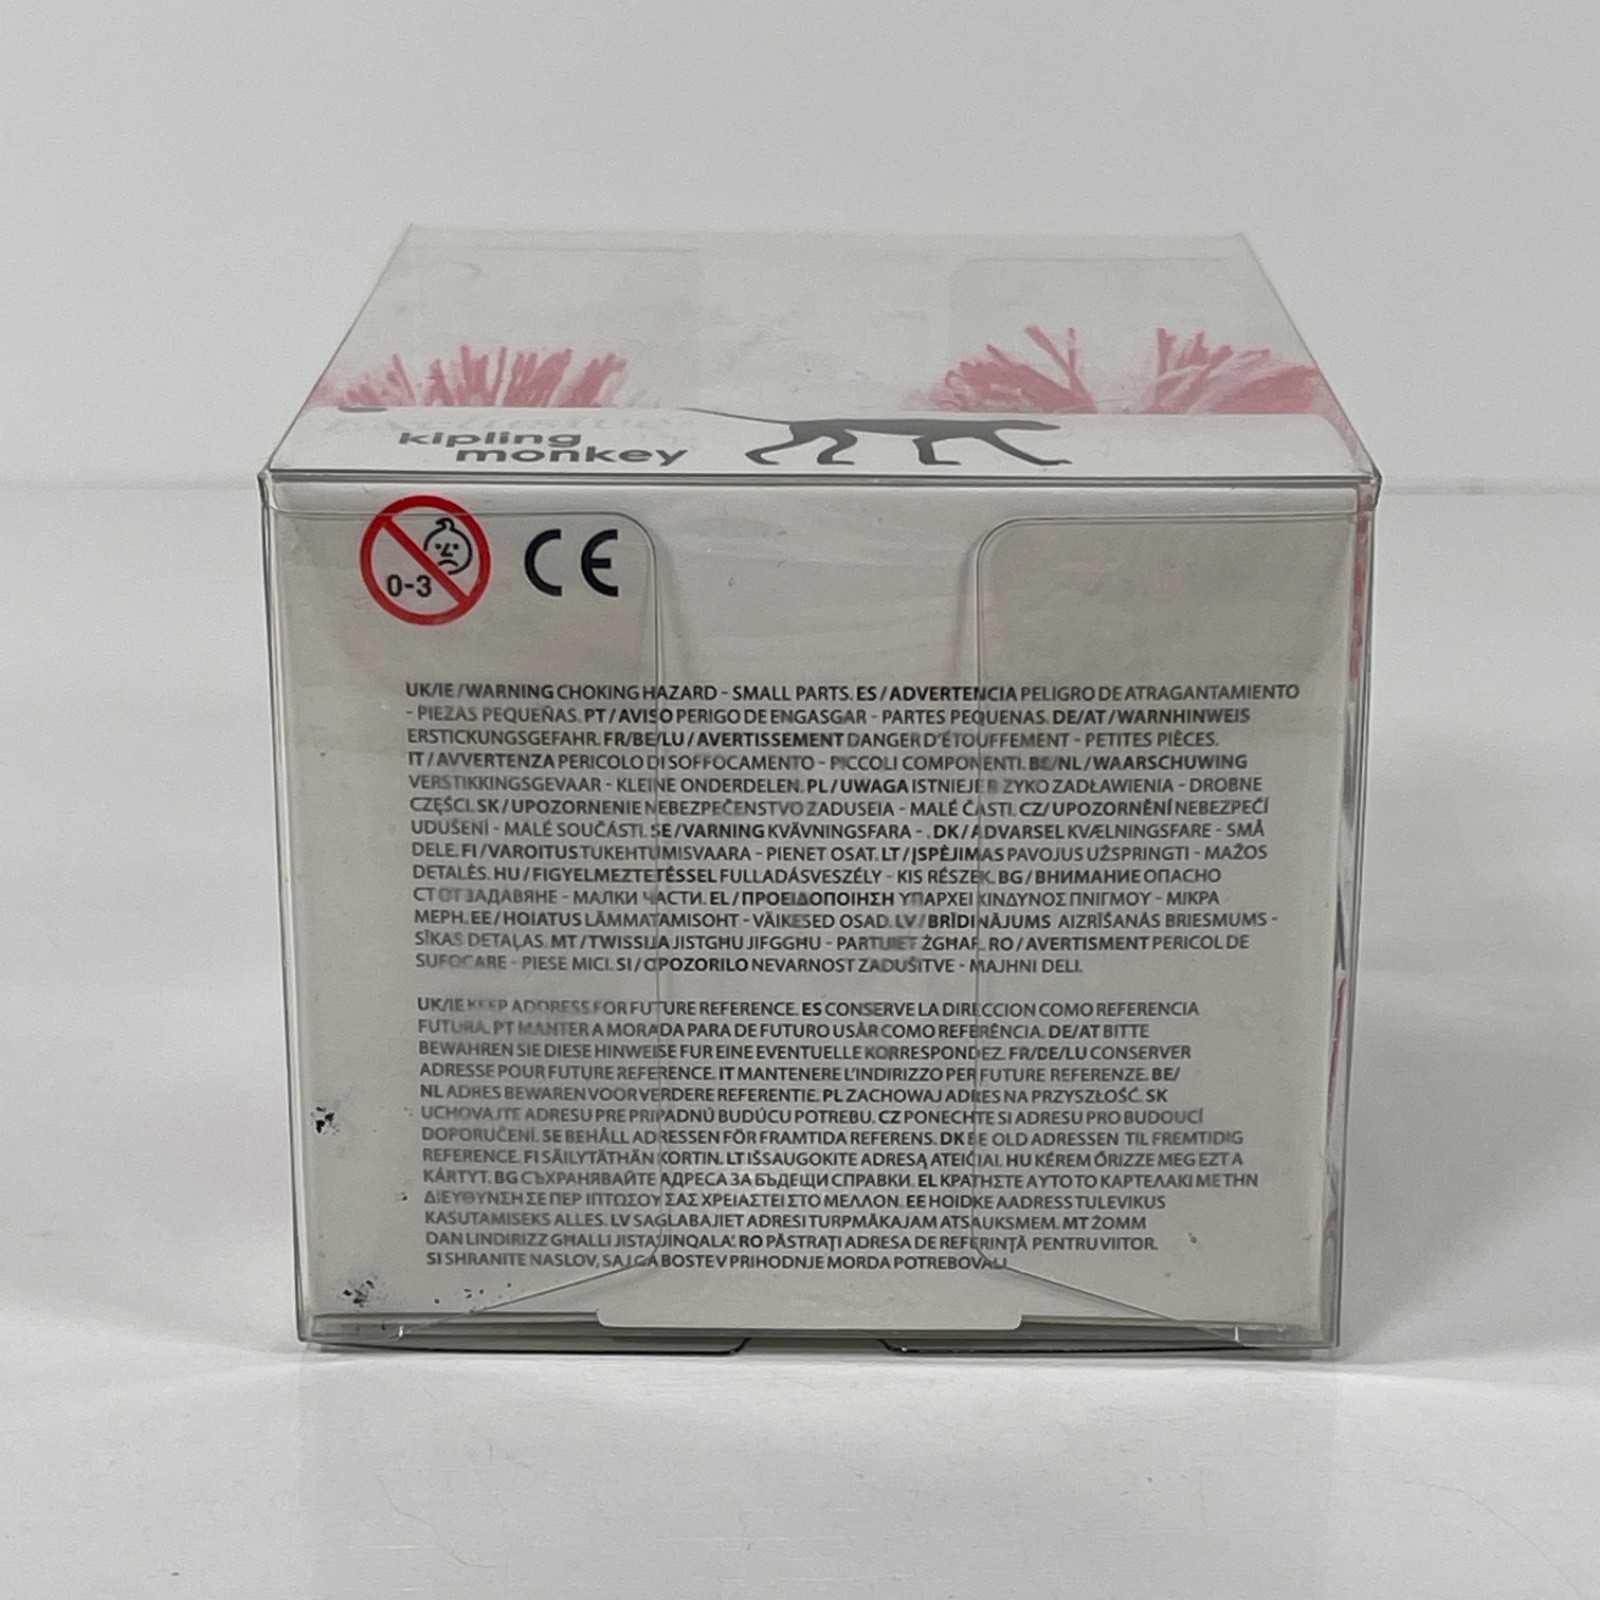 kipling
monkey
0-3
CE
UK/IE/WARNING CHOKING HAZARD - SMALL PARTS. ES/ADVERTENCIA PELIGRO DE ATRAGANTAMIENTO
- PIEZAS PEQUEÑAS. PT/AVISO PERIGO DE ENGASGAR - PARTES PEQUENAS. DE/AT/WARNHINWEIS
ERSTICKUNGSGEFAHR. FR/BE/LU/AVERTISSEMENT DANGER D'ÉTOUFFEMENT - PETITES PIÈCES.
IT/AVVERTENZA PERICOLO DI SOFFOCAMENTO - PICCOLI COMPONENTI. BE/NL/WAARSCHUWING
VERSTIKKINGSGEVAAR - KLEINE ONDERDELEN. PL/UWAGA ISTNIEJE R ZYKO ZADŁAWIENIA - DROBNE
CZĘŚCI. SK/UPOZORNENIE NEBEZPEČENSTVO ZADUSEIA - MALÉ ČASTI. CZ/UPOZORNĚNÍ NEBEZPEČÍ
UDUŠENÍ - MALÉ SOUČÁSTI. SE/VARNING KVÄVNINGSFARA - . DK/ADVARSEL KVÆLNINGSFARE - SMÅ
DELE. FI/VAROITUS TUKEHTUMISVAARA - PIENET OSAT. LT/ĮSPĖJIMAS PAVOJUS UŽSPRINGTI - MAŽOS
DETALĖS. HU/FIGYELMEZTETÉSSEL FULLADÁSVESZÉLY - KIS RÉSZEK. BG/ВНИМАНИЕ ОПАСНО
СТ ОТ ЗАДАВЯНЕ - МАЛКИ ЧАСТИ. EL/ΠΡΟΕΙΔΟΠΟΙΗΣΗ ΥΠΑΡΧΕΙ ΚΙΝΔΥΝΟΣ ΠΝΙΓΜΟΥ - ΜΙΚΡΑ
ΜΕΡΗ. EE/HOIATUS LÄMMATAMISOHT - VÄIKESED OSAD. LV/BRĪDINĀJUMS AIZRĪŠANĀS BRIESMUMS -
SĪKAS DETAĻAS. MT/TWISSIJA JISTGHU JIFGGHU - PARTIJIET ŻGHAR. RO/AVERTISMENT PERICOL DE
SUFOCARE - PIESE MICI. SI/OPOZORILO NEVARNOST ZADUŠITVE - MAJHNI DELI.
UK/IE KEEP ADDRESS FOR FUTURE REFERENCE. ES CONSERVE LA DIRECCION COMO REFERENCIA
FUTURA. PT MANTER A MORADA PARA DE FUTURO USÅR COMO REFERÊNCIA. DE/AT BITTE
BEWAHREN SIE DIESE HINWEISE FUR EINE EVENTUELLE KORRESPONDEZ. FR/BE/LU CONSERVER
ADRESSE POUR FUTURE REFERENCE. IT MANTENERE L'INDIRIZZO PER FUTURE REFERENZE. BE/
NL ADRES BEWAREN VOOR VERDERE REFERENTIE. PL ZACHOWAJ ADRES NA PRZYSZŁOŚĆ. SK
UCHOVAJTE ADRESU PRE PRIPADNÚ BUDÚCU POTREBU. CZ PONECHTE SI ADRESU PRO BUDOUCÍ
DOPORUČENÍ. SE BEHÅLL ADRESSEN FÖR FRAMTIDA REFERENS. DK BE OLD ADRESSEN TIL FREMTIDIG
REFERENCE. FI SÄILYTÄTHÄN KORTIN. LT IŠSAUGOKITE ADRESĄ ATEIČIAI. HU KÉREM ŐRIZZE MEG EZT A
KÁRTYT. BG СЪХРАНЯВАЙТЕ АДРЕСА ЗА БЪДЕЩИ СПРАВКИ. EL ΚΡΑΤΗΣΤΕ ΑΥΤΟ ΤΟ ΚΑΡΤΕΛΑΚΙ ΜΕ ΤΗΝ
ΔΙΕΥΘΥΝΣΗ ΣΕ ΠΕΡ ΙΠΤΩΣΟΥ ΣΑΣ ΧΡΕΙΑΣΤΕΙ ΣΤΟ ΜΕΛΛΟΝ. EE HOIDKE AADRESS TULEVIKUS
KASUTAMISEKS ALLES. LV SAGLABAJIET ADRESI TURPMĀKAJAM ATSAUKSMEM. MT ŻOMM
DAN LINDIRIZZ GHALLI JISTA'JINQALA'. RO PĂSTRAȚI ADRESA DE REFERINȚĂ PENTRU VIITOR.
SI SHRANITE NASLOV, SAJ GA BOSTE V PRIHODNJE MORDA POTREBOVALI